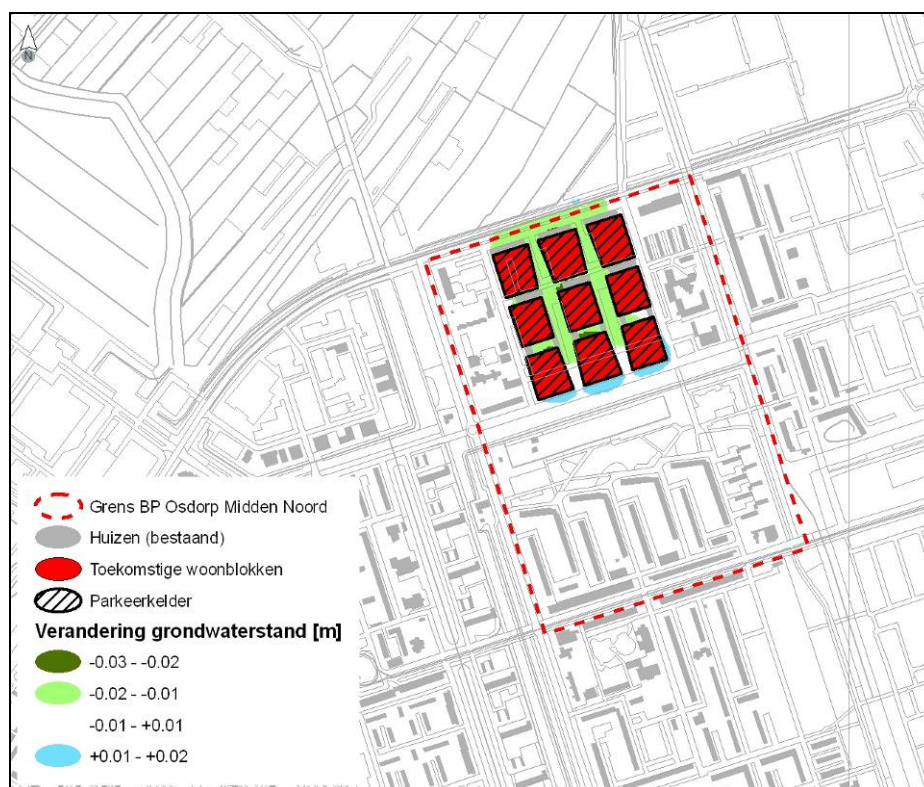 N
Grens BP Osdorp Midden Noord
Huizen (bestaand)
Toekomstige woonblokken
Parkeerkelder
Verandering grondwaterstand [m]
-0.03 - -0.02
-0.02 - -0.01
-0.01 - +0.01
+0.01 - +0.02